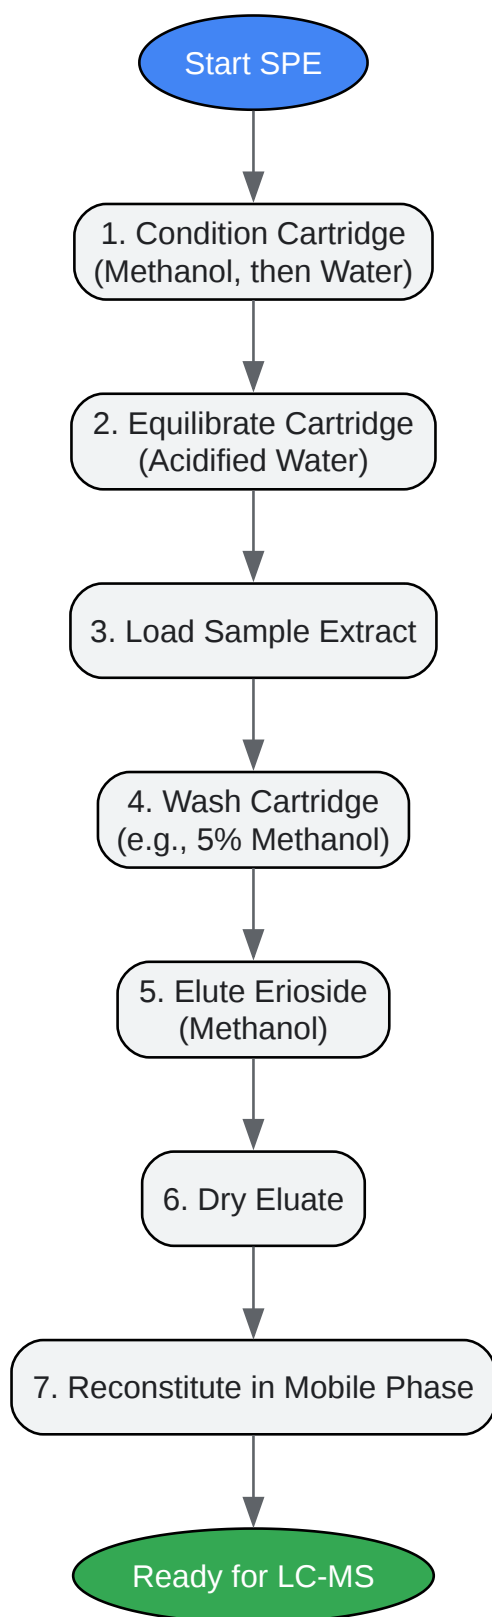 Start SPE
1. Condition Cartridge
(Methanol, then Water)
2. Equilibrate Cartridge
(Acidified Water)
3. Load Sample Extract
4. Wash Cartridge
(e.g., 5% Methanol)
5. Elute Erioside
(Methanol)
6. Dry Eluate
7. Reconstitute in Mobile Phase
Ready for LC-MS